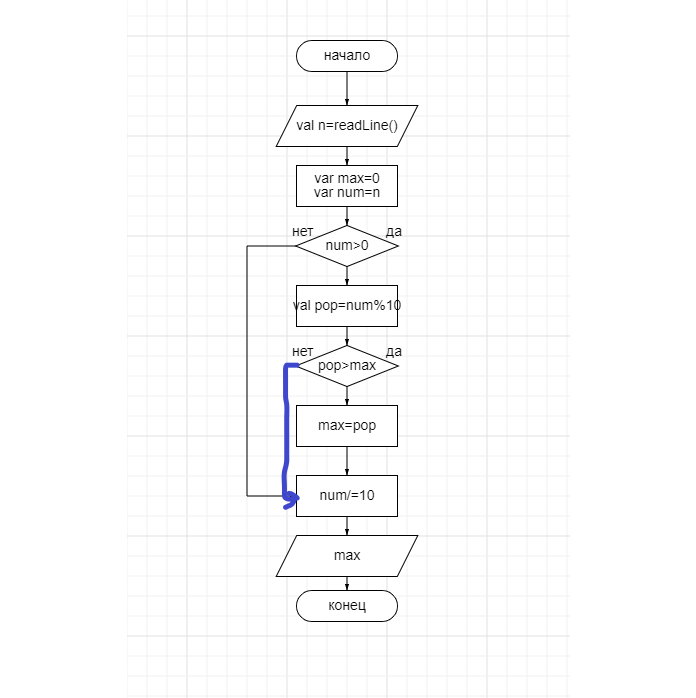 начало
val n=readLine()
var max=0
var num=n
нет
да
num>0
val pop=num%10
нет
да
pop>max
max=pop
num/=10
max
конец